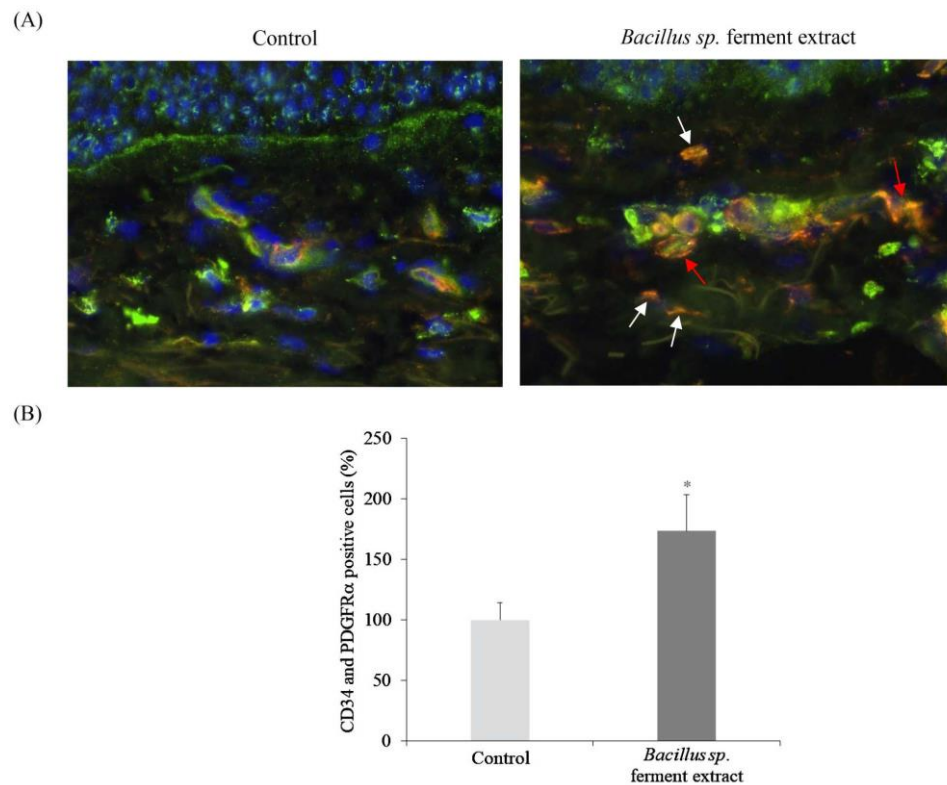 (A)
Control
Bacillus sp. ferment extract
(B)
CD34 and PDGFRα positive cells (%)
250
200
150
100
50
0
*
Control
Bacillus sp.
ferment extract